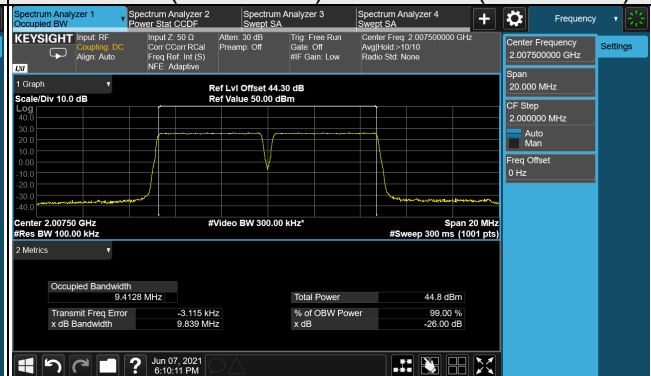 Spectrum Analyzer 1
Occupied BW
Spectrum Analyzer 2
Power Stat CCDF
Spectrum Analyzer 3
Swept SA
Spectrum Analyzer 4
Swept SA
+
Frequency
KEYSIGHT
LXI
Input: RF
Coupling: DC
Align: Auto
Input Z: 50 Ω
Corr CCorr RCal
Freq Ref: Int (S)
NFE: Adaptive
Atten: 30 dB
Preamp: Off
Trig: Free Run
Gate: Off
#IF Gain: Low
Center Freq: 2.007500000 GHz
Avg|Hold:>10/10
Radio Std: None
Center Frequency
2.007500000 GHz
Settings
Span
20.000 MHz
CF Step
2.000000 MHz
Auto
Man
Freq Offset
0 Hz
1 Graph
Scale/Div 10.0 dB
Ref Lvl Offset 44.30 dB
Ref Value 50.00 dBm
Log
40.0
30.0
20.0
10.0
0.00
-10.0
-20.0
-30.0
-40.0
Center 2.00750 GHz
#Res BW 100.00 kHz
#Video BW 300.00 kHz*
Span 20 MHz
#Sweep 300 ms (1001 pts)
2 Metrics
Occupied Bandwidth
9.4128 MHz
Transmit Freq Error -3.115 kHz
x dB Bandwidth 9.839 MHz
Total Power 44.8 dBm
% of OBW Power 99.00 %
x dB -26.00 dB
?
Jun 07, 2021
6:10:11 PM